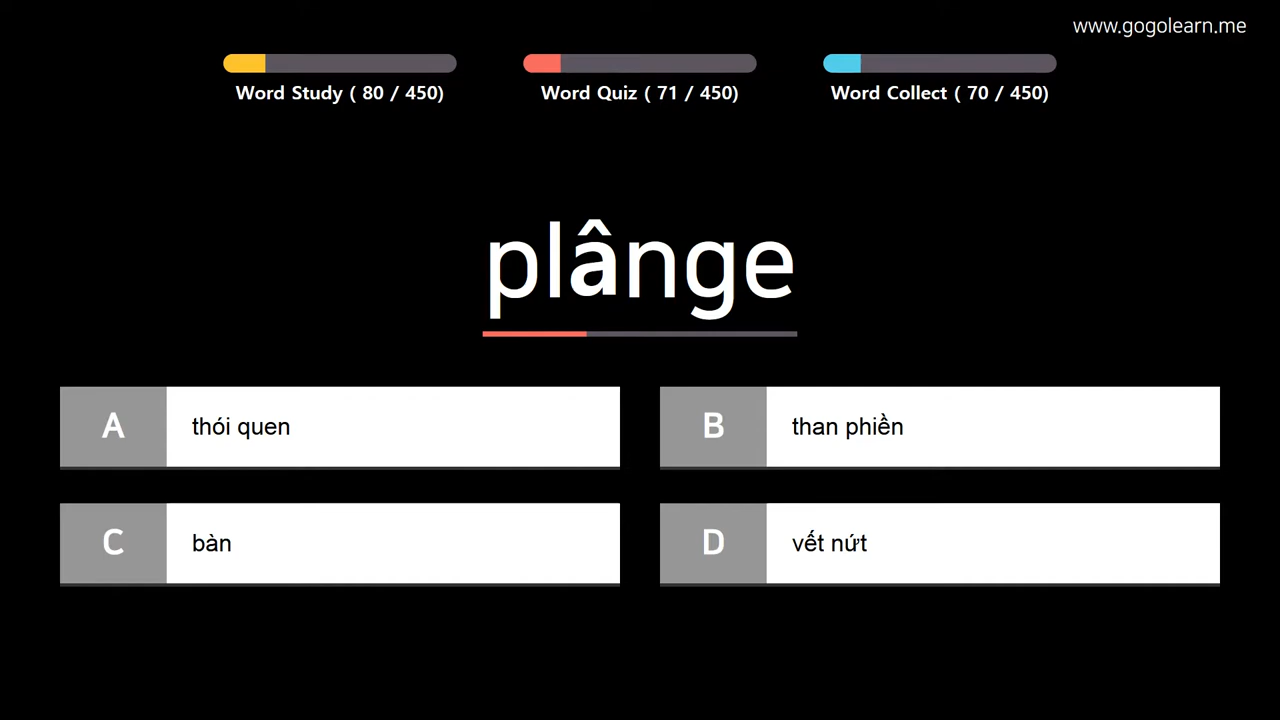 www.gogolearn.me
Word Study ( 80 / 450)
Word Quiz ( 71 / 450)
Word Collect ( 70 / 450)
plânge
A thói quen
B than phiền
C bàn
D vết nứt